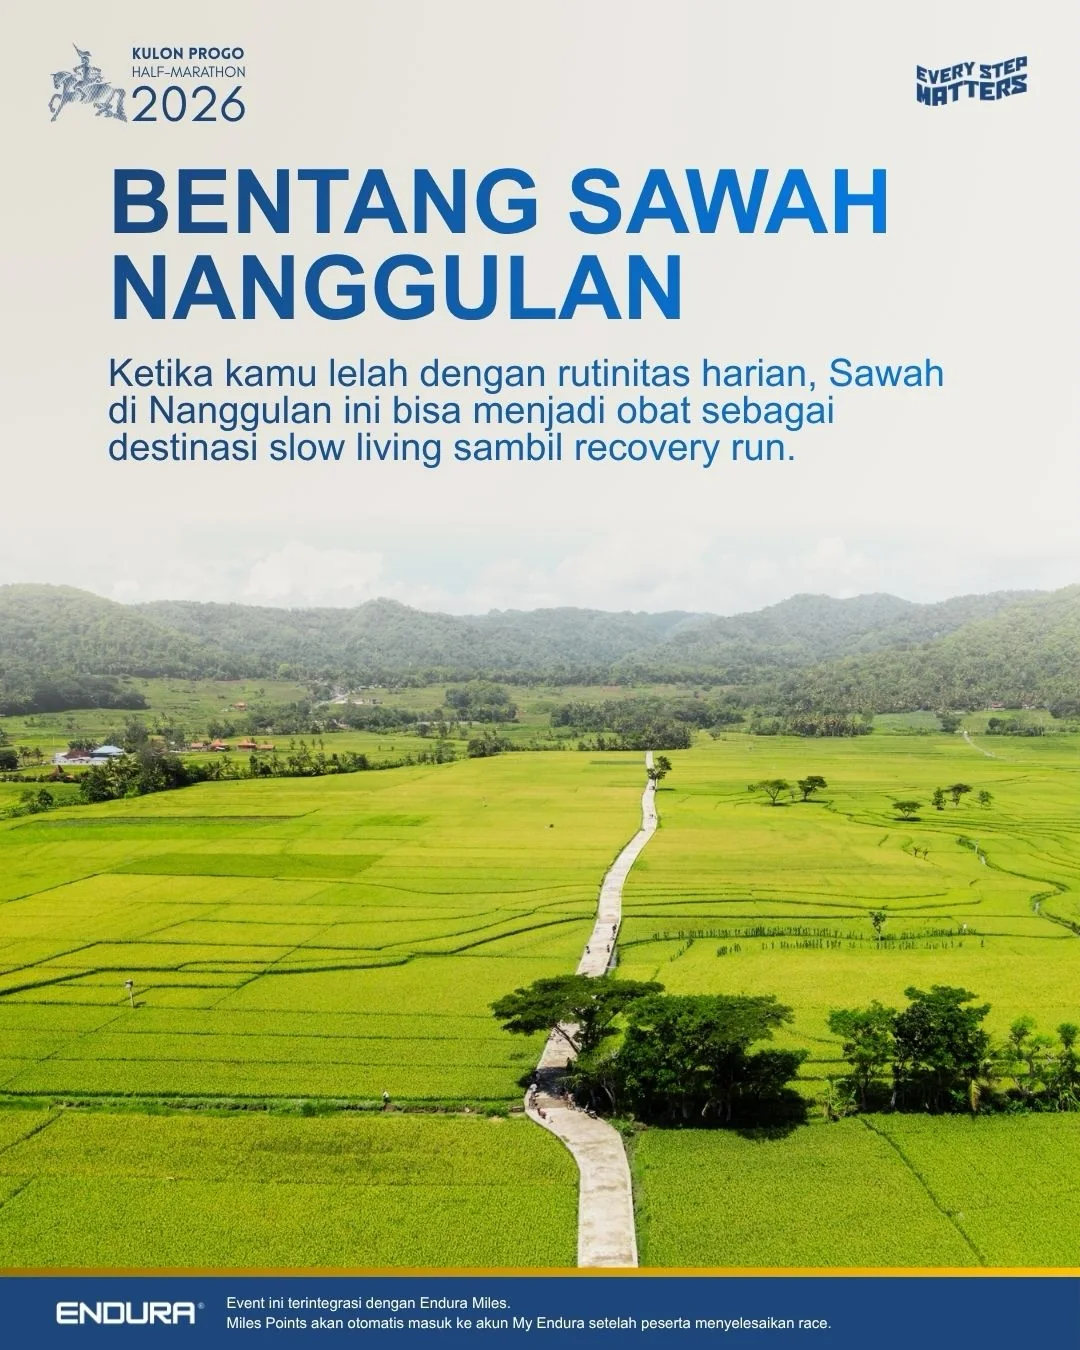 KULON PROGO
HALF-MARATHON
2026
EVERY STEP
MATTERS
BENTANG SAWAH
NANGGULAN
Ketika kamu lelah dengan rutinitas harian, Sawah
di Nanggulan ini bisa menjadi obat sebagai
destinasi slow living sambil recovery run.
ENDURA®
Event ini terintegrasi dengan Endura Miles.
Miles Points akan otomatis masuk ke akun My Endura setelah peserta menyelesaikan race.